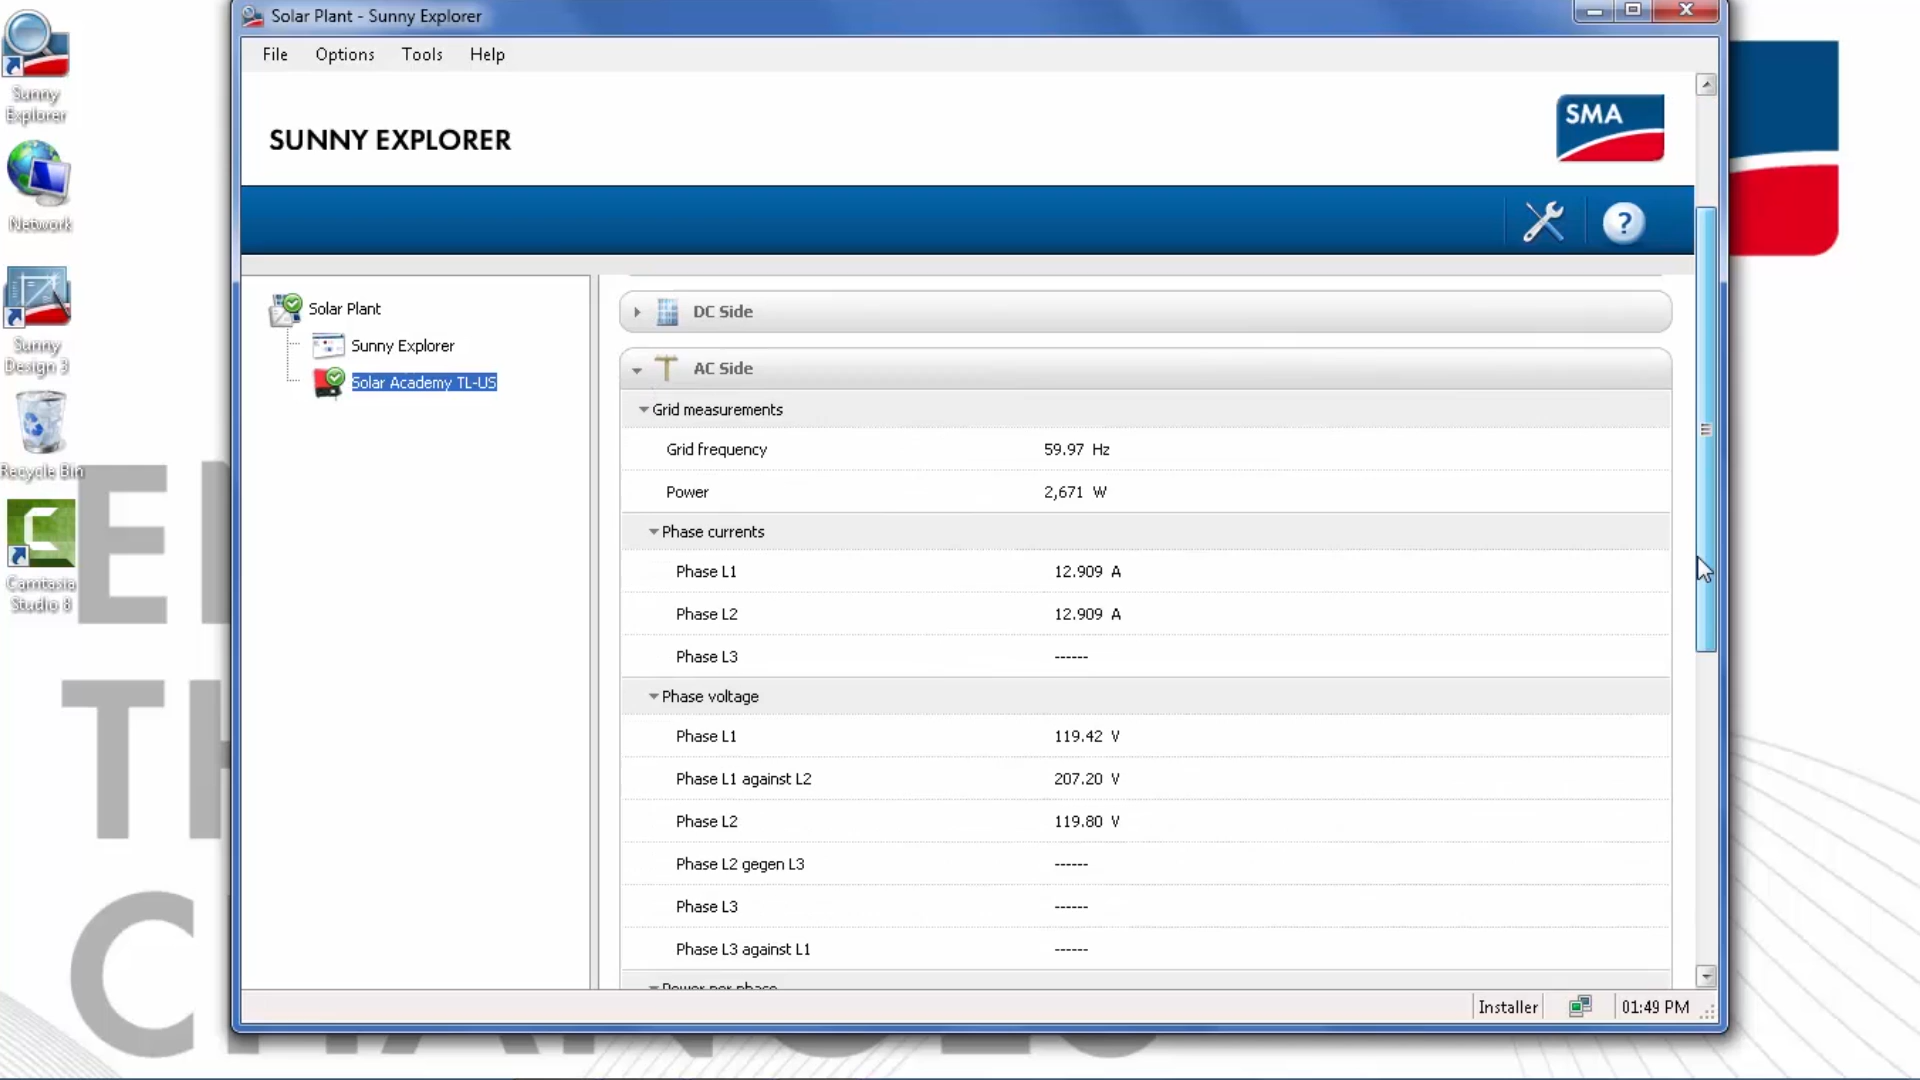 Solar Plant - Sunny Explorer
File Options Tools Help
SUNNY EXPLORER
SMA
?
Sunny
Explorer
Network
Sunny
Design 3
Recycle Bin
Camtasia
Studio 8
Solar Plant
Sunny Explorer
Solar Academy TL-US
DC Side
AC Side
Grid measurements
Grid frequency 59.97 Hz
Power 2,671 W
Phase currents
Phase L1 12.909 A
Phase L2 12.909 A
Phase L3 ------
Phase voltage
Phase L1 119.42 V
Phase L1 against L2 207.20 V
Phase L2 119.80 V
Phase L2 gegen L3 ------
Phase L3 ------
Phase L3 against L1 ------
Power per phase
Installer 01:49 PM